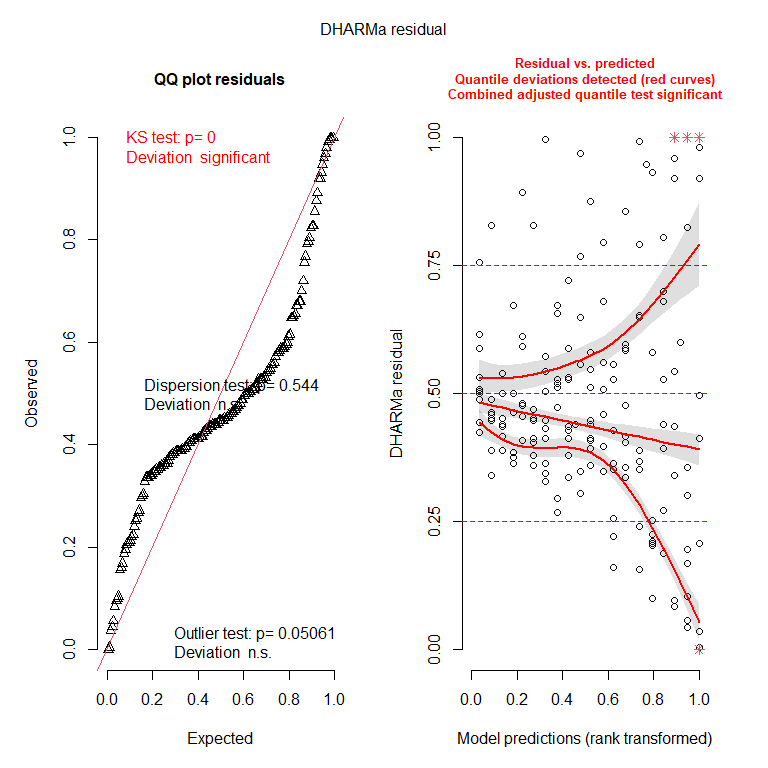 DHARMa residual
QQ plot residuals
KS test: p= 0
Deviation  significant
Dispersion test: p= 0.544
Deviation  n.s.
Outlier test: p= 0.05061
Deviation  n.s.
Observed
0.0
0.2
0.4
0.6
0.8
1.0
0.0
0.2
0.4
0.6
0.8
1.0
Expected
Residual vs. predicted
Quantile deviations detected (red curves)
Combined adjusted quantile test significant
DHARMa residual
0.00
0.25
0.50
0.75
1.00
0.0
0.2
0.4
0.6
0.8
1.0
Model predictions (rank transformed)